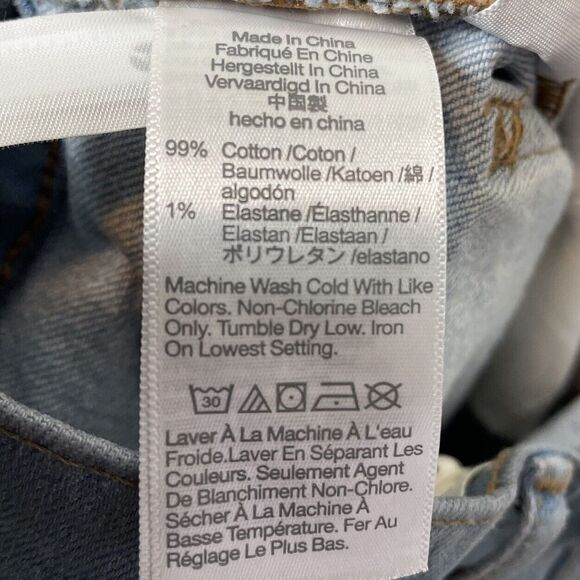 Made In China
Fabriqué En Chine
Hergestellt In China
Vervaardigd In China
中国製
hecho en china
99% Cotton /Coton /
Baumwolle /Katoen /綿 /
algodón
1% Elastane /Élasthanne /
Elastan /Elastaan /
ポリウレタン /elastano
Machine Wash Cold With Like
Colors. Non-Chlorine Bleach
Only. Tumble Dry Low. Iron
On Lowest Setting.
30
Laver À La Machine À L'eau
Froide.Laver En Séparant Les
Couleurs. Seulement Agent
De Blanchiment Non-Chlore.
Sécher À La Machine À
Basse Température. Fer Au
Réglage Le Plus Bas.